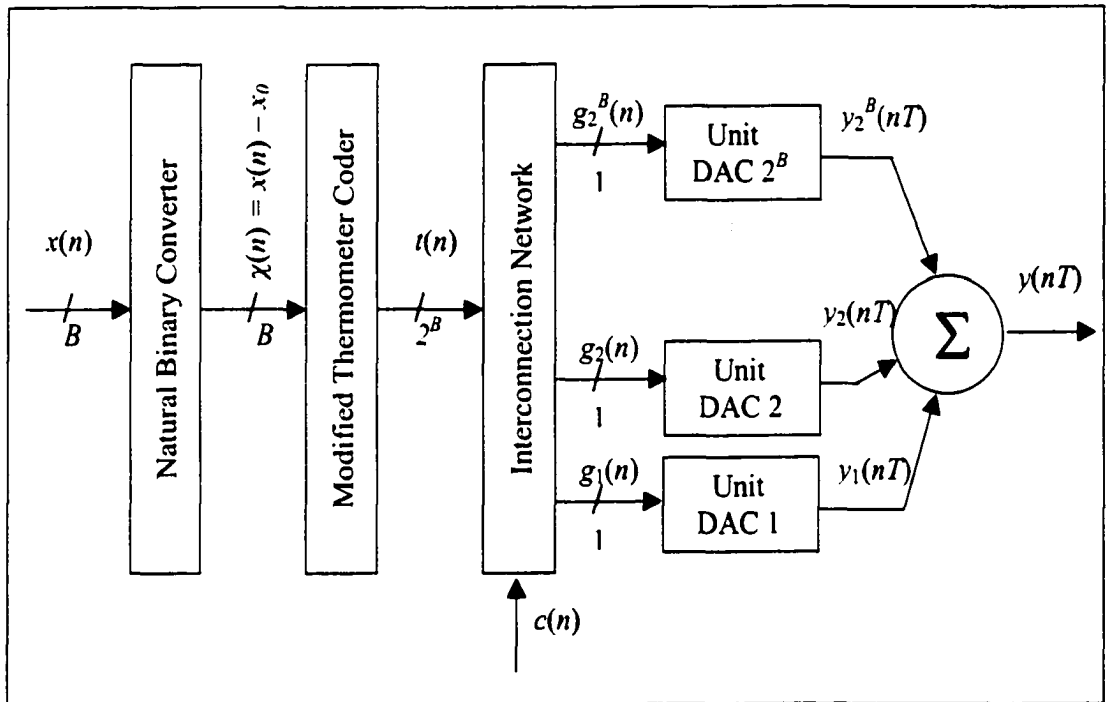 x(n)
B
Natural Binary Converter
χ(n) = x(n) – x₀
B
Modified Thermometer Coder
t(n)
2ᴮ
Interconnection Network
c(n)
g₂ᴮ(n)
1
Unit
DAC 2ᴮ
y₂ᴮ(nT)
g₂(n)
1
Unit
DAC 2
y₂(nT)
g₁(n)
1
Unit
DAC 1
y₁(nT)
Σ
y(nT)